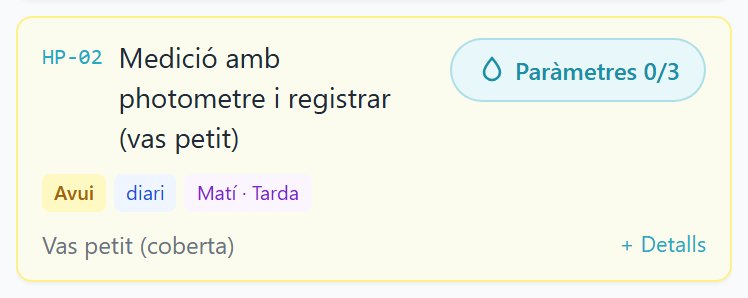 HP-02
Medició amb
photometre i registrar
(vas petit)
Paràmetres 0/3
Avui
diari
Matí · Tarda
Vas petit (coberta)
+ Detalls